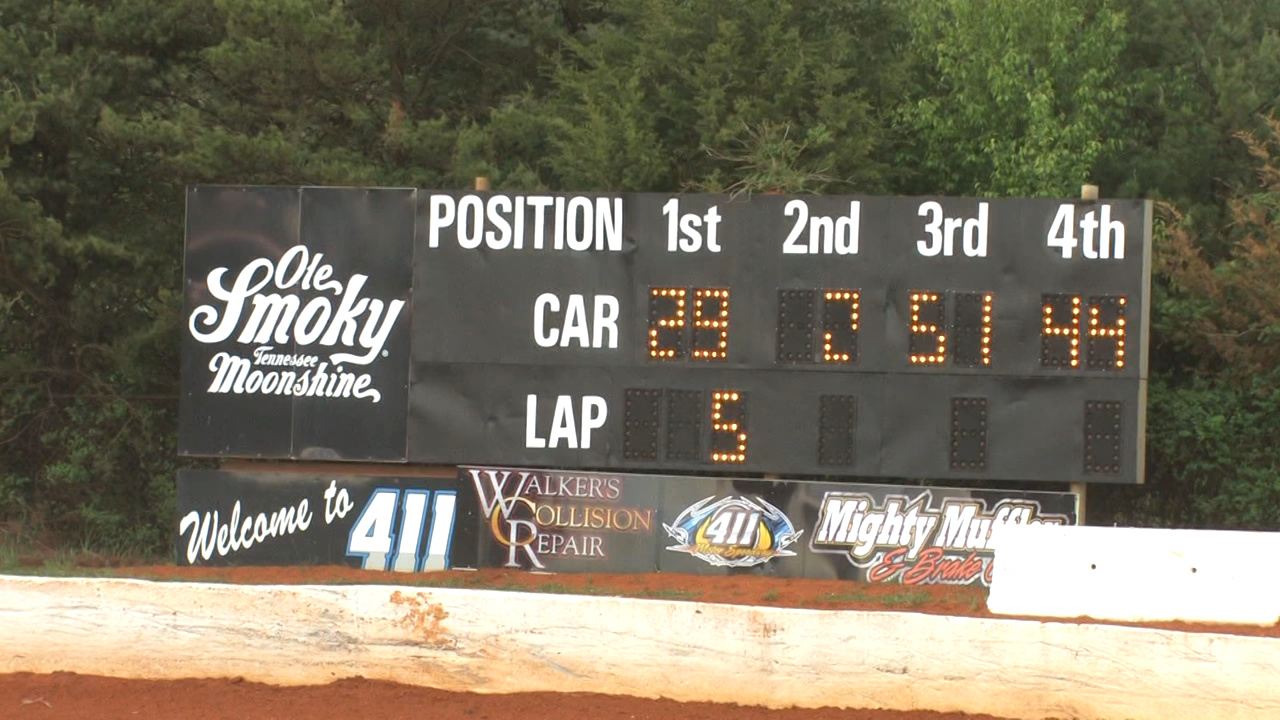 Ole
Smoky
Tennessee
Moonshine
POSITION 1st 2nd 3rd 4th
CAR 29 2 51 44
LAP 5
Welcome to 411
WALKER'S
COLLISION
REPAIR
411
Mighty Muffler
& Brake